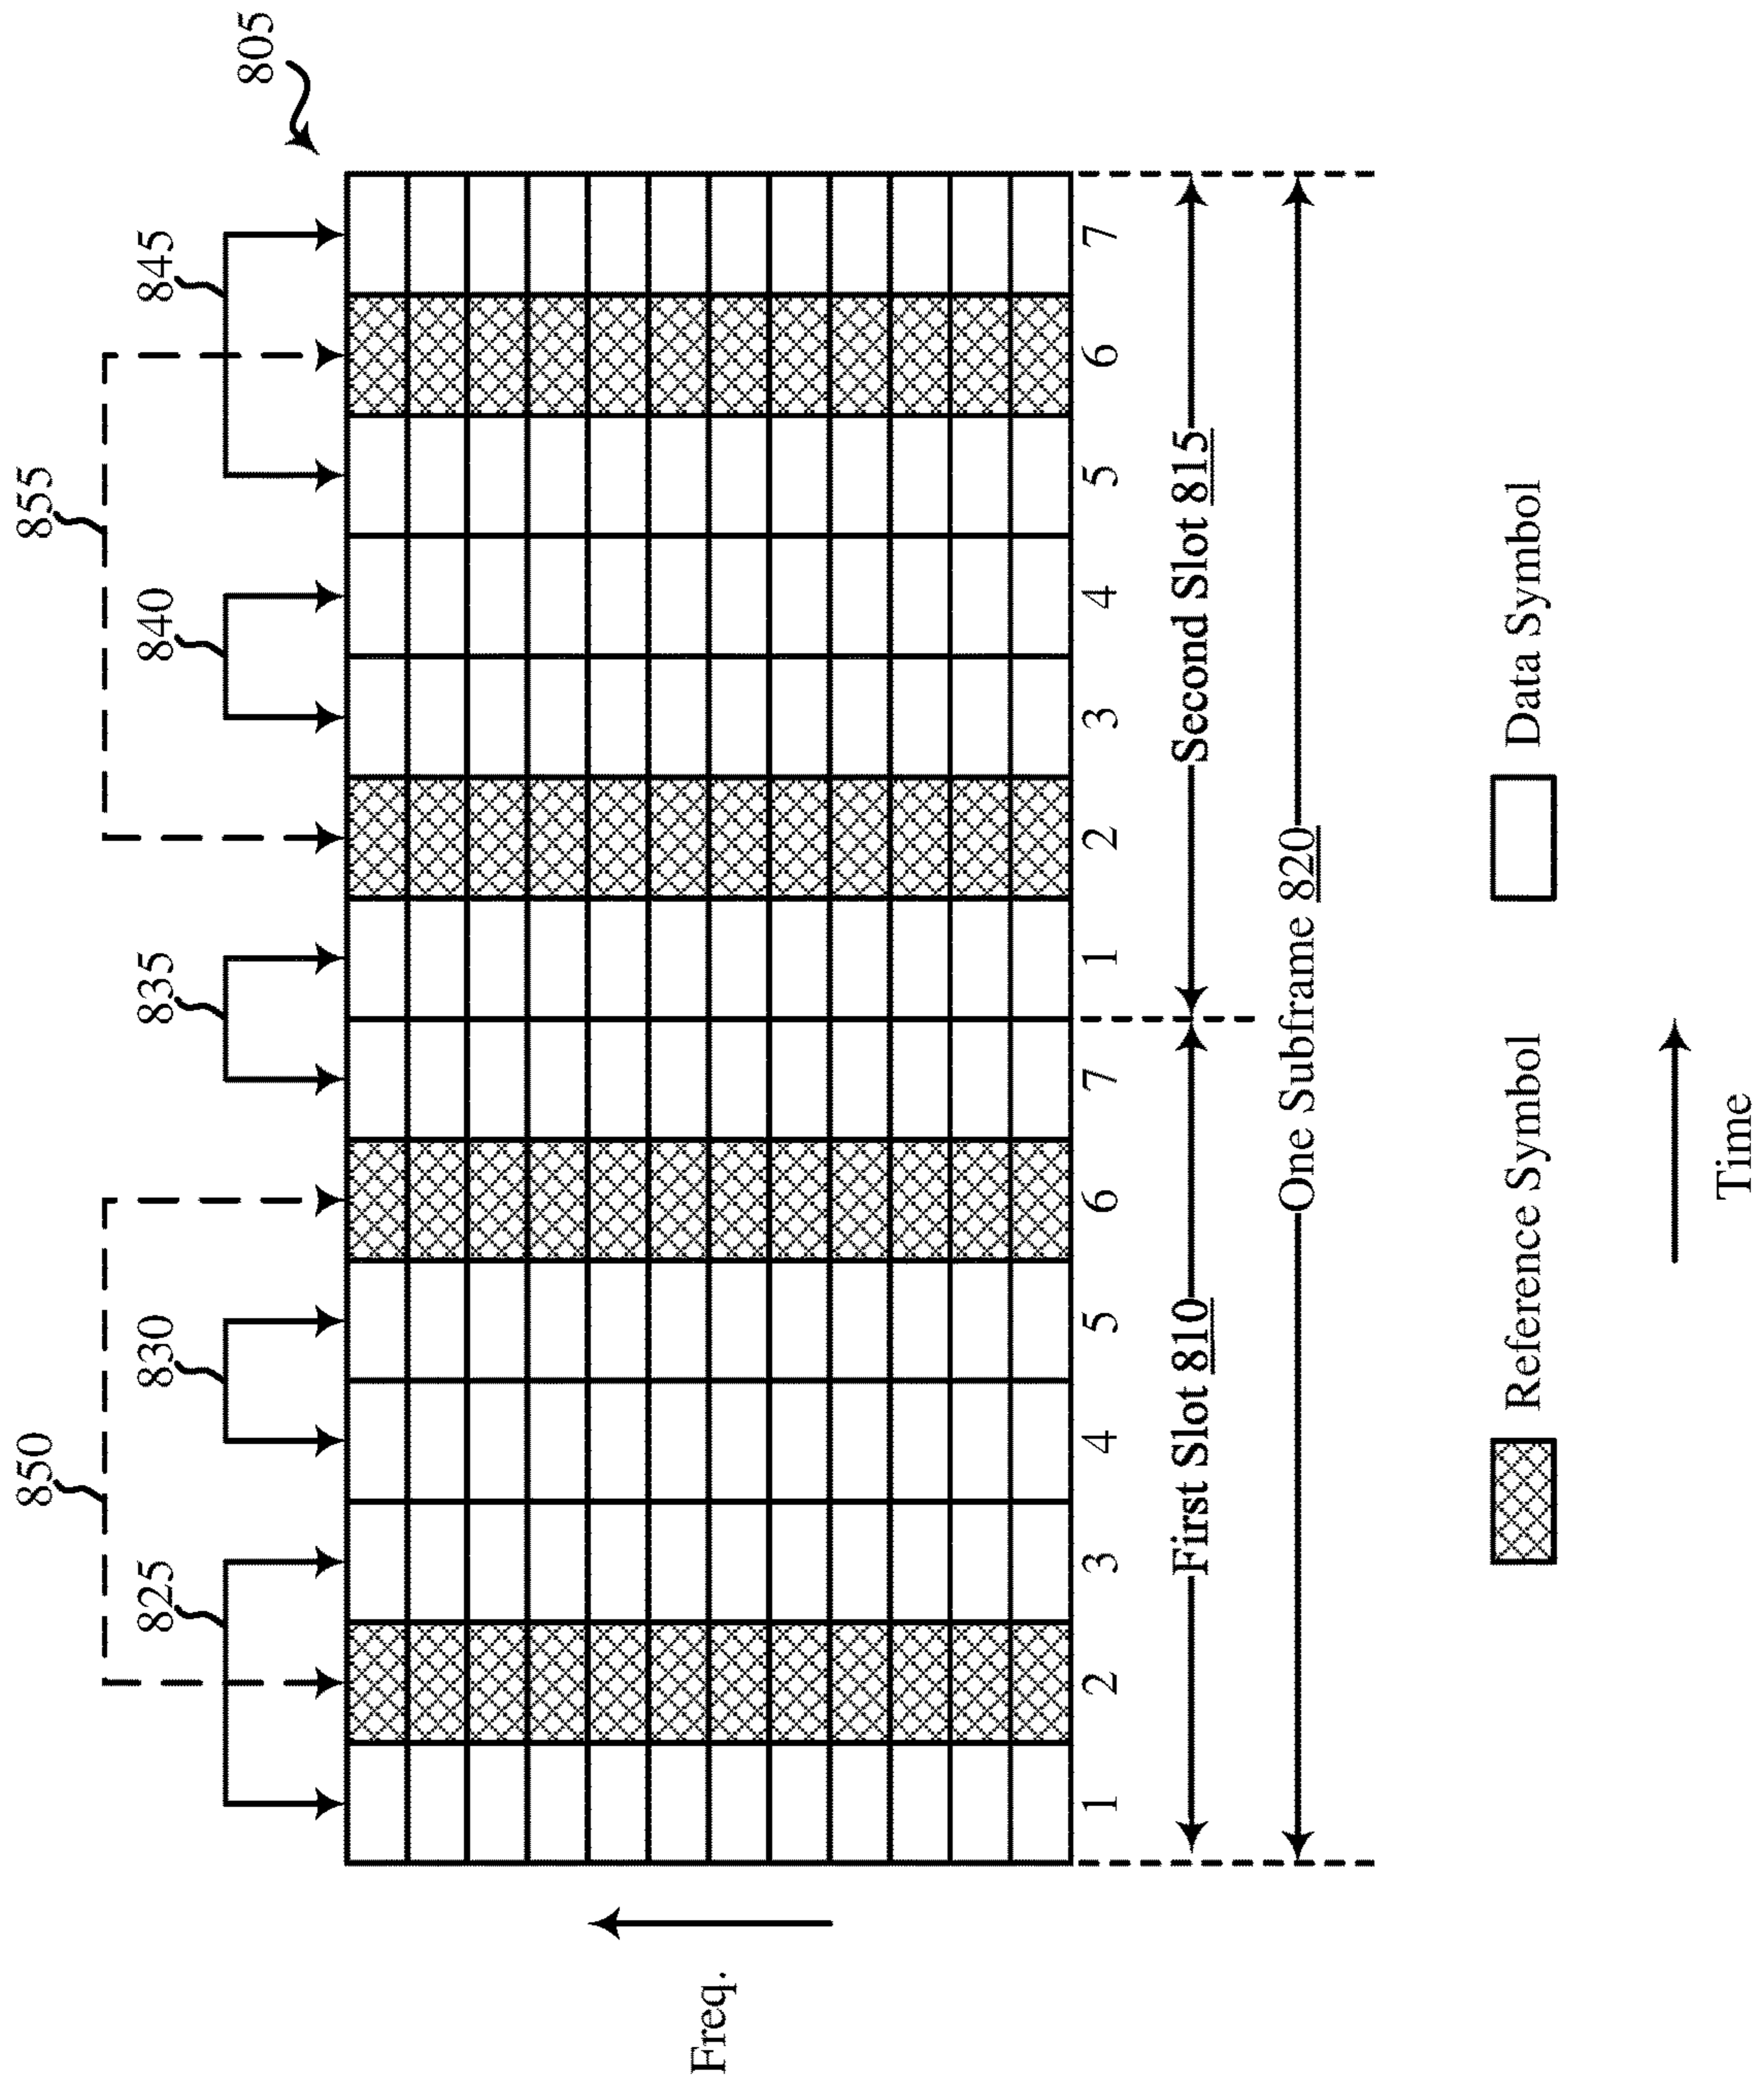 805
850
855
825
830
835
840
845
Freq.
1 2 3 4 5 6 7 1 2 3 4 5 6 7
First Slot 810
Second Slot 815
One Subframe 820
Reference Symbol
Data Symbol
Time